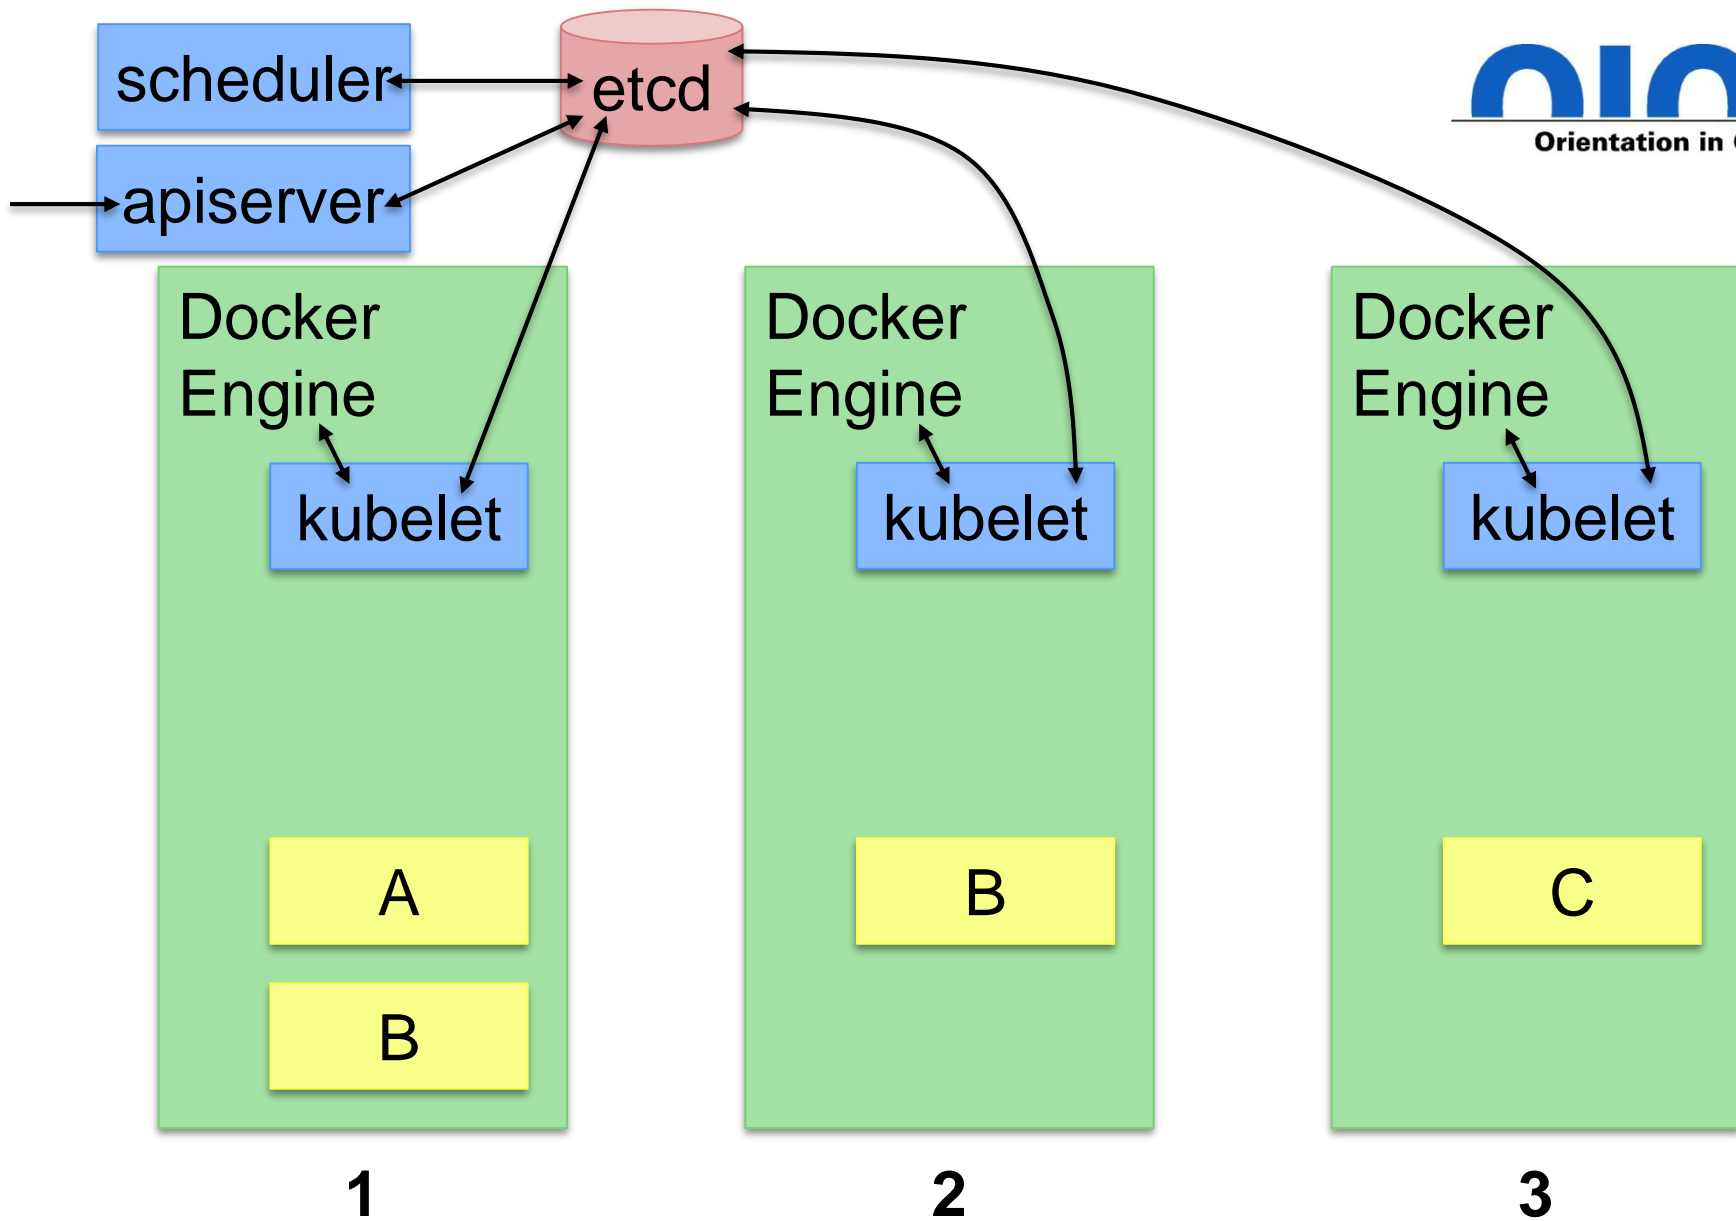 scheduler
etcd
apiserver
Orientation in
Docker
Engine
kubelet
A
B
1
Docker
Engine
kubelet
B
2
Docker
Engine
kubelet
C
3